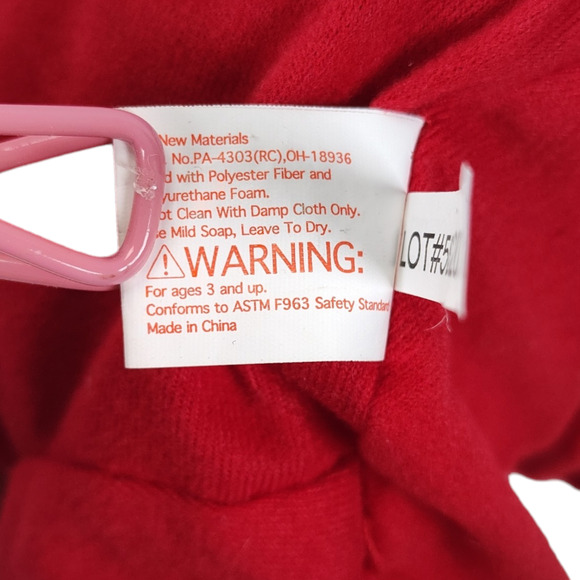 New Materials
No.PA-4303(RC),OH-18936
with Polyester Fiber and
Foam.
Clean With Damp Cloth Only.
Mild Soap, Leave To Dry.
WARNING:
For ages 3 and up.
Conforms to ASTM F963 Safety Standard
Made in China
LOT#